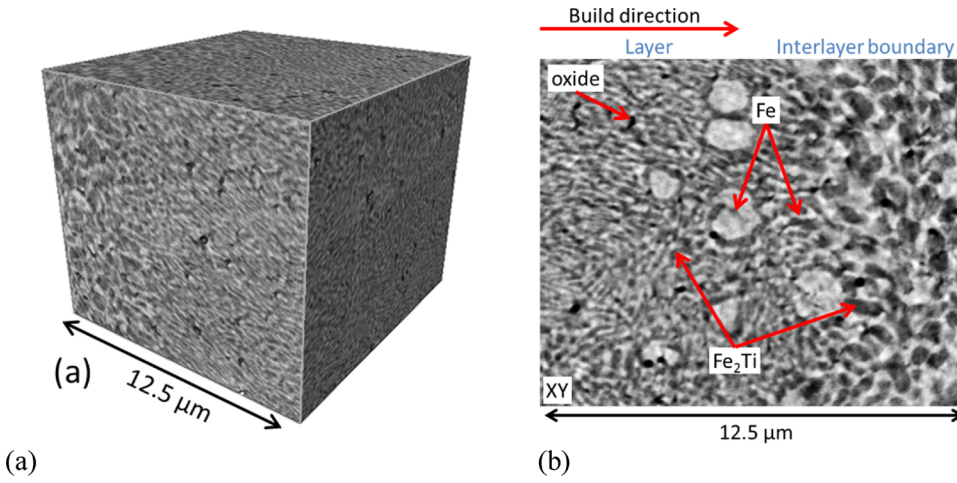 (a)
12.5 μm
(a)
Build direction
Layer
Interlayer boundary
oxide
Fe
Fe₂Ti
XY
12.5 μm
(b)